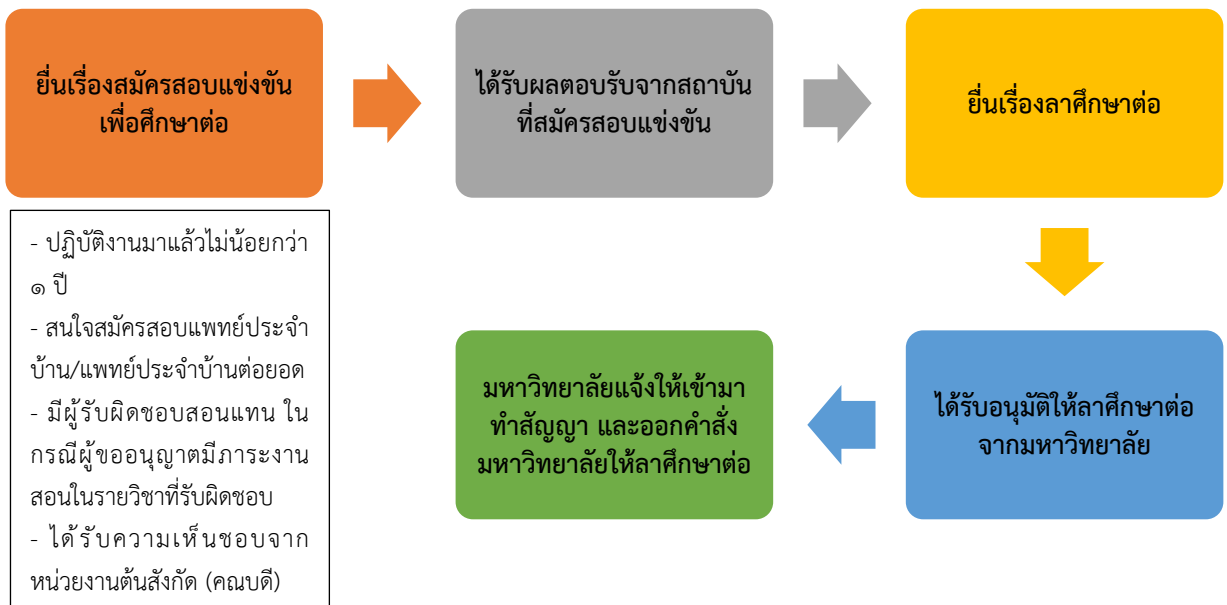 ยื่นเรื่องสมัครสอบแข่งขัน
เพื่อศึกษาต่อ
ได้รับผลตอบรับจากสถาบัน
ที่สมัครสอบแข่งขัน
ยื่นเรื่องลาศึกษาต่อ
- ปฏิบัติงานมาแล้วไม่น้อยกว่า
๑ ปี
- สนใจสมัครสอบแพทย์ประจำ
บ้าน/แพทย์ประจำบ้านต่อยอด
- มีผู้รับผิดชอบสอนแทน ใน
กรณีผู้ขออนุญาตมีภาระงาน
สอนในรายวิชาที่รับผิดชอบ
- ได้รับความเห็นชอบจาก
หน่วยงานต้นสังกัด (คณบดี)
ได้รับอนุมัติให้ลาศึกษาต่อ
จากมหาวิทยาลัย
มหาวิทยาลัยแจ้งให้เข้ามา
ทำสัญญา และออกคำสั่ง
มหาวิทยาลัยให้ลาศึกษาต่อ